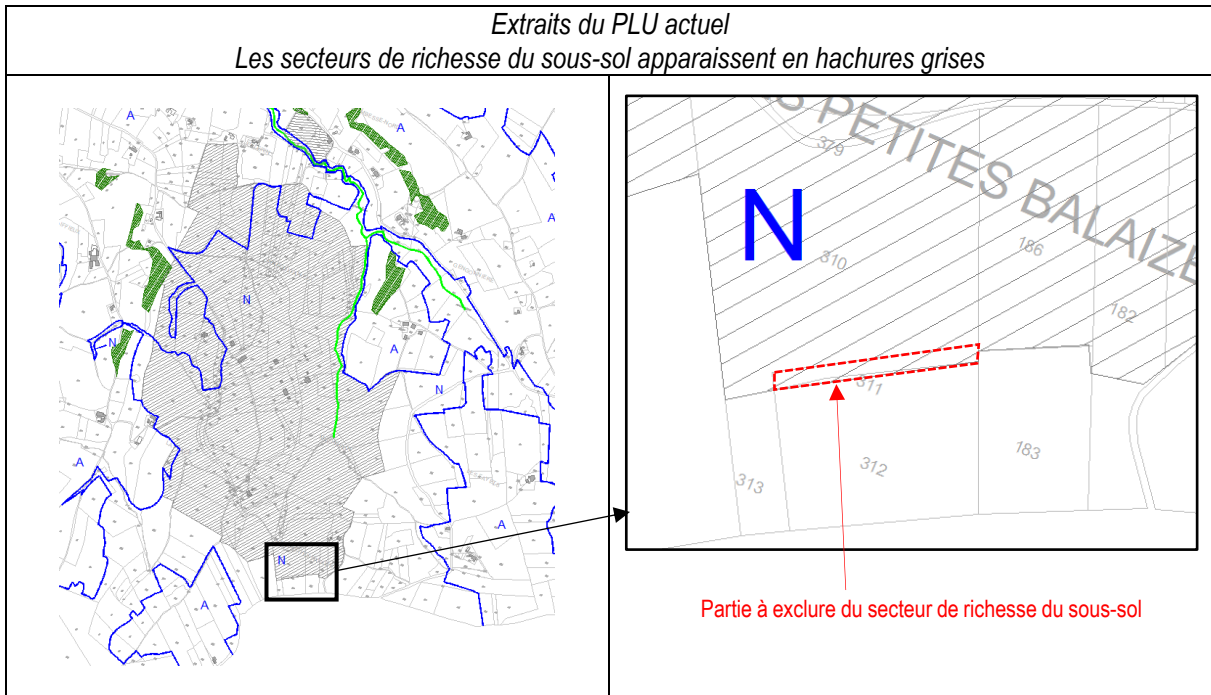 Extraits du PLU actuel
Les secteurs de richesse du sous-sol apparaissent en hachures grises
A
A
A
N
N
A
N
A
A
N
A
S PETITES BALAIZE
379
N
310
186
182
311
312
183
313
Partie à exclure du secteur de richesse du sous-sol